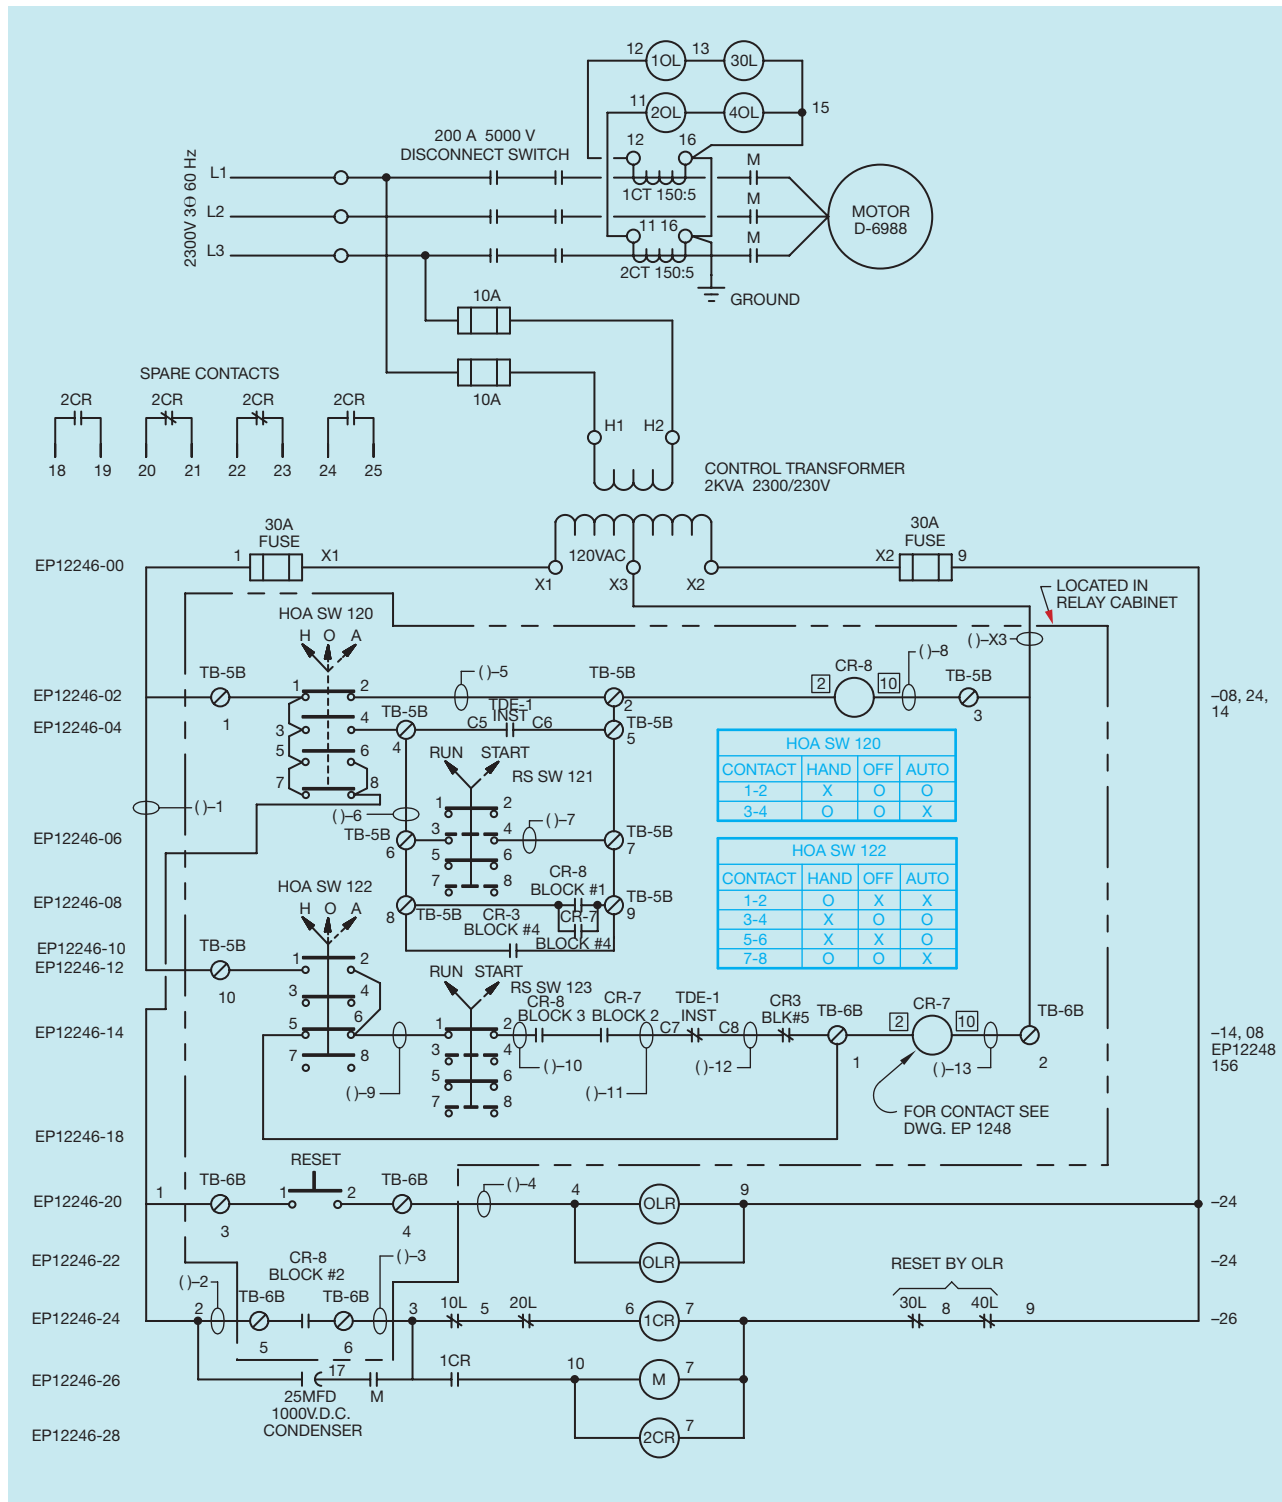 12 1OL 13 3OL
11 2OL 4OL 15
200 A 5000 V
DISCONNECT SWITCH
12 16
2300V 3Θ 60 Hz
L1 M
1CT 150:5
L2 M
MOTOR
D-6988
11 16
L3 M
2CT 150:5
GROUND
10A
10A
SPARE CONTACTS
2CR 2CR 2CR 2CR
18 19 20 21 22 23 24 25
H1 H2
CONTROL TRANSFORMER
2KVA 2300/230V
30A
FUSE
30A
FUSE
EP12246-00
1 X1
120VAC
X1 X3 X2
X2 9
LOCATED IN
RELAY CABINET
HOA SW 120
H O A
( )–X3
( )–8
( )–5
EP12246-02
TB-5B
1
1 2
TB-5B
2
2 CR-8 10
TB-5B
3
–08, 24,
14
EP12246-04
3 4
TB-5B
4
TDE-1
INST
C5 C6
TB-5B
5
5 6
7 8
RUN START
RS SW 121
( )–1
( )–6
1 2
( )–7
EP12246-06
TB-5B
6
3 4
TB-5B
7
5 6
7 8
HOA SW 120
CONTACT HAND OFF AUTO
1-2 X O O
3-4 O O X
HOA SW 122
CONTACT HAND OFF AUTO
1-2 O X X
3-4 X O O
5-6 X X O
7-8 O O X
HOA SW 122
H O A
EP12246-08
8
TB-5B
CR-8
BLOCK #1
TB-5B
9
CR-7
BLOCK #4
CR-3
BLOCK #4
EP12246-10
EP12246-12
TB-5B
10
1 2
3 4
5 6
7 8
RUN START
RS SW 123
EP12246-14
1 2
3 4
5 6
7 8
CR-8
BLOCK 3
CR-7
BLOCK 2
TDE-1
INST
C7 C8
CR3
BLK#5
TB-6B
1
2 CR-7 10
TB-6B
2
–14, 08
EP12248
156
( )–9
( )–10
( )–11
( )-12
( )–13
FOR CONTACT SEE
DWG. EP 1248
EP12246-18
RESET
EP12246-20
1
TB-6B
3
1 2
TB-6B
4
( )–4
4 OLR 9
–24
EP12246-22
OLR
–24
CR-8
BLOCK #2
( )–2
( )–3
RESET BY OLR
EP12246-24
2
TB-6B
5
TB-6B
6
3 1OL 5 2OL
6 1CR 7
3OL 8 4OL 9
–26
EP12246-26
17
M
1CR
10 M 7
25MFD
1000V.D.C.
CONDENSER
EP12246-28
2CR 7